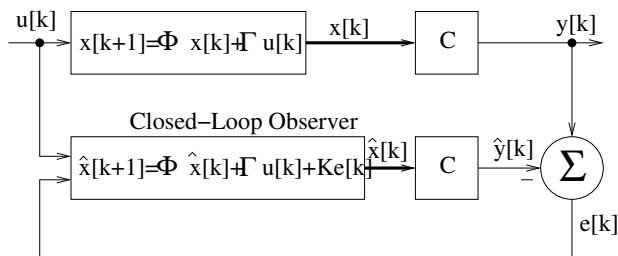 u[k]
x[k+1]=Φ x[k]+Γ u[k]
x[k]
C
y[k]
Closed−Loop Observer
x̂[k+1]=Φ x̂[k]+Γ u[k]+Ke[k]
x̂[k]
C
ŷ[k]
−
Σ
e[k]